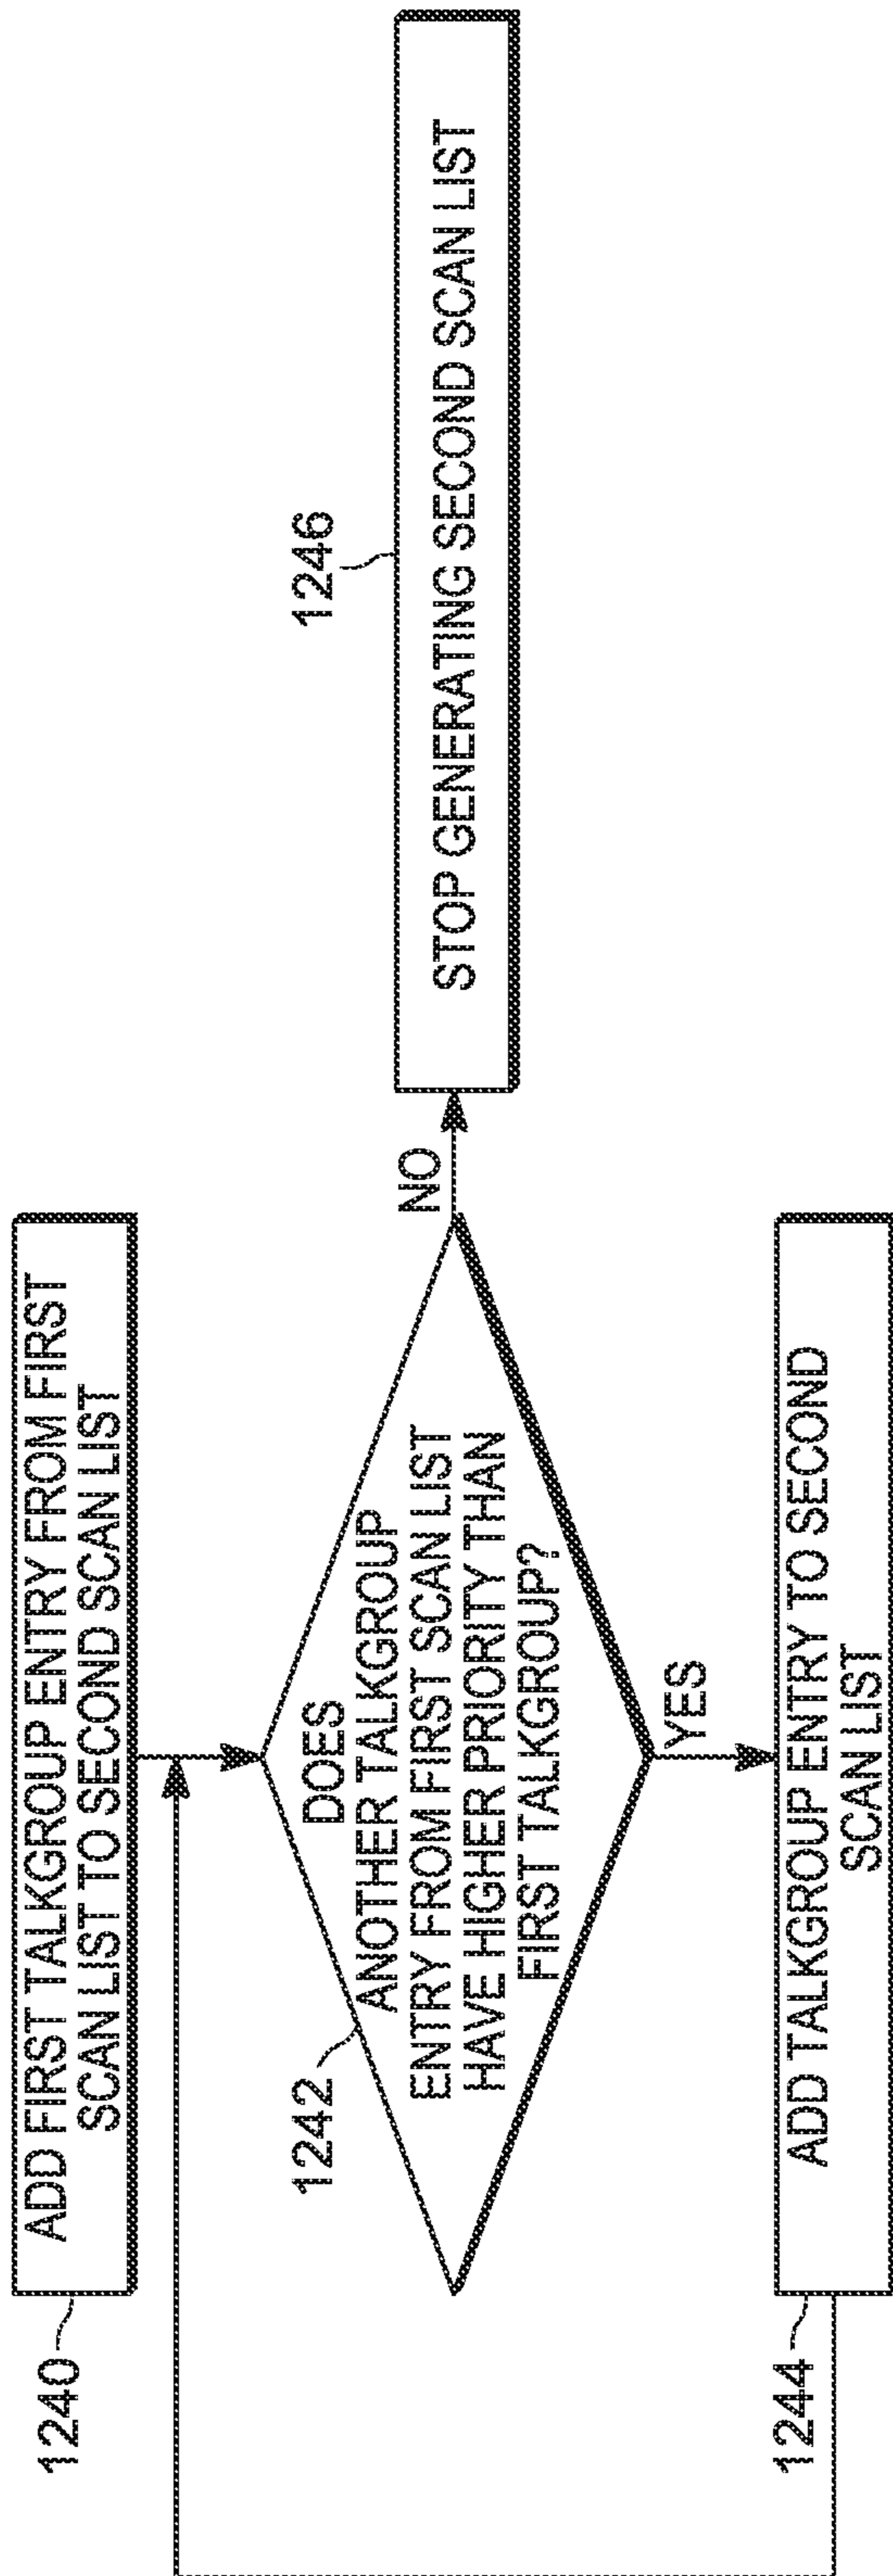 1240
ADD FIRST TALKGROUP ENTRY FROM FIRST
SCAN LIST TO SECOND SCAN LIST
1242
DOES
ANOTHER TALKGROUP
ENTRY FROM FIRST SCAN LIST
HAVE HIGHER PRIORITY THAN
FIRST TALKGROUP?
NO
1246
STOP GENERATING SECOND SCAN LIST
YES
1244
ADD TALKGROUP ENTRY TO SECOND
SCAN LIST